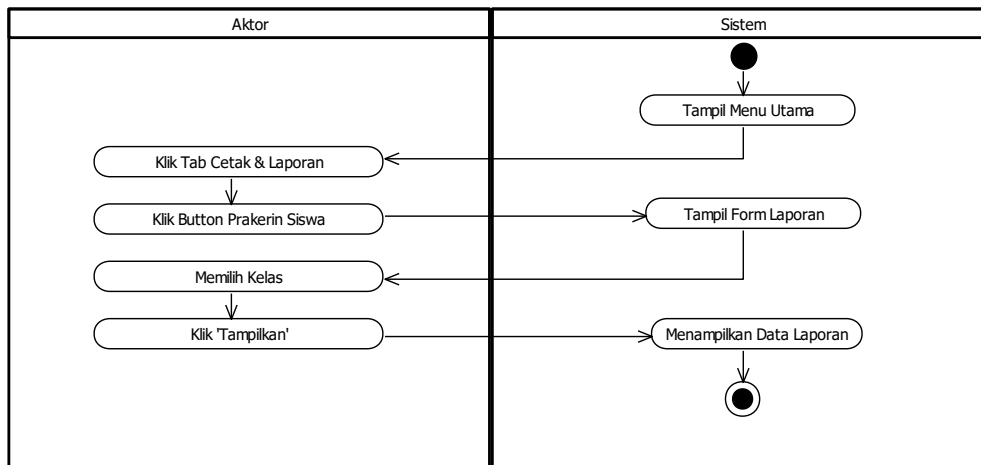 Aktor
Sistem
Tampil Menu Utama
Klik Tab Cetak & Laporan
Klik Button Prakerin Siswa
Tampil Form Laporan
Memilih Kelas
Klik 'Tampilkan'
Menampilkan Data Laporan